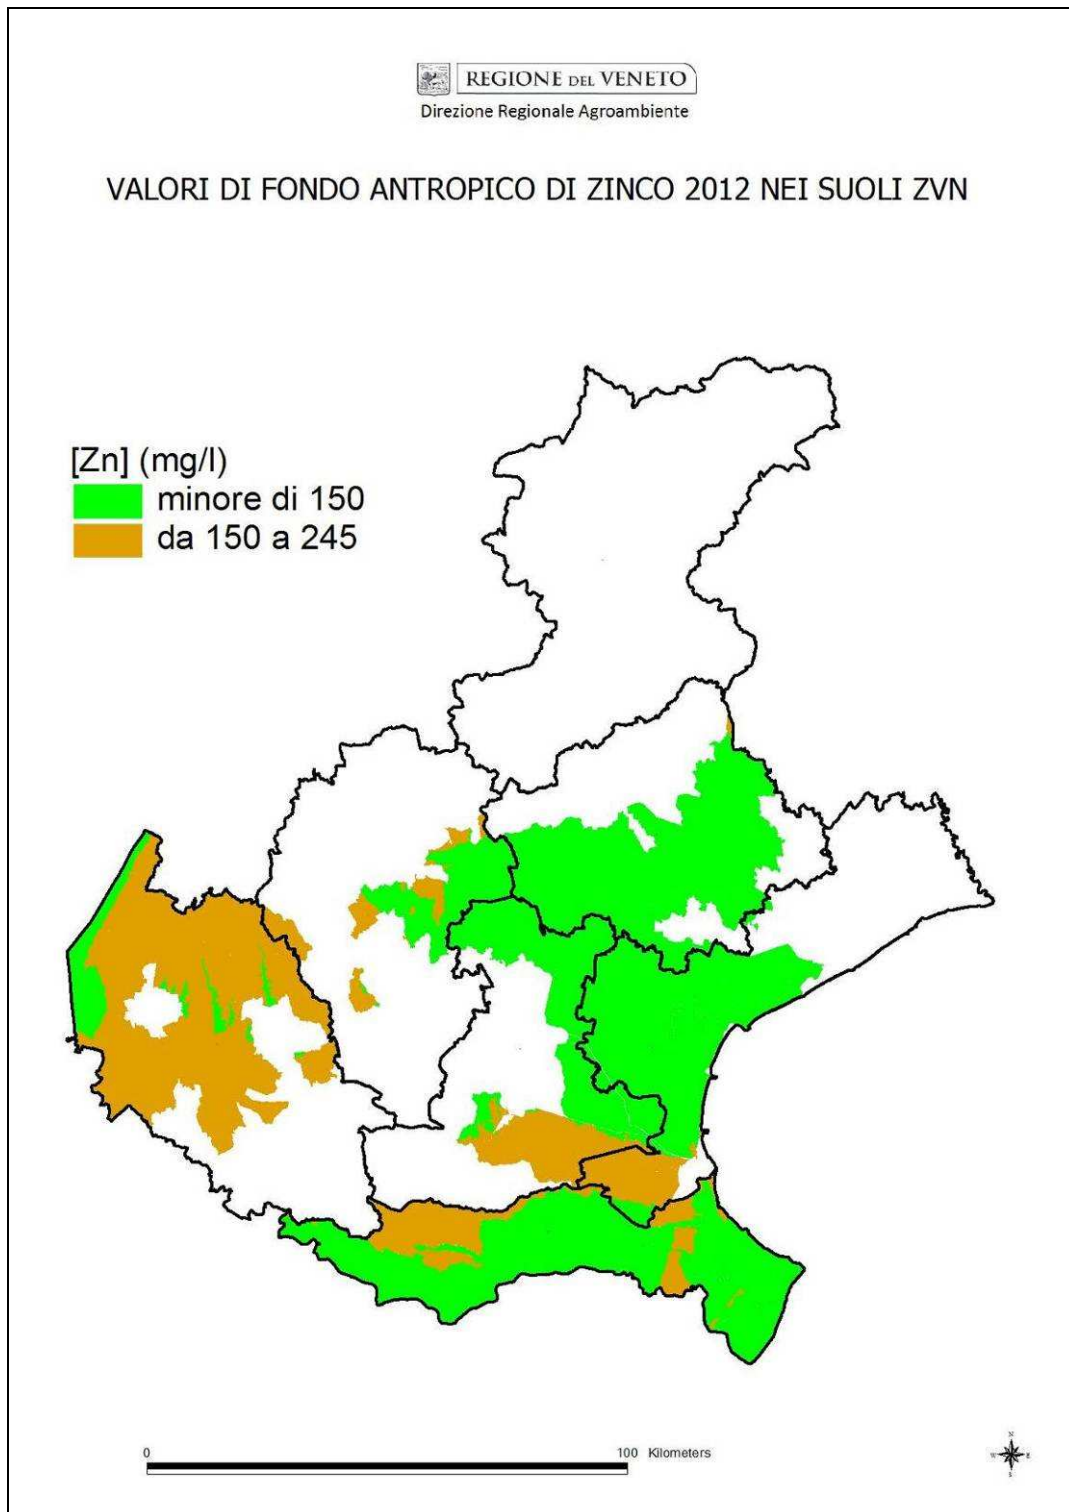 REGIONE DEL VENETO
Direzione Regionale Agroambiente
VALORI DI FONDO ANTROPICO DI ZINCO 2012 NEI SUOLI ZVN
[Zn] (mg/l)
minore di 150
da 150 a 245
0 100 Kilometers
N
W E
S